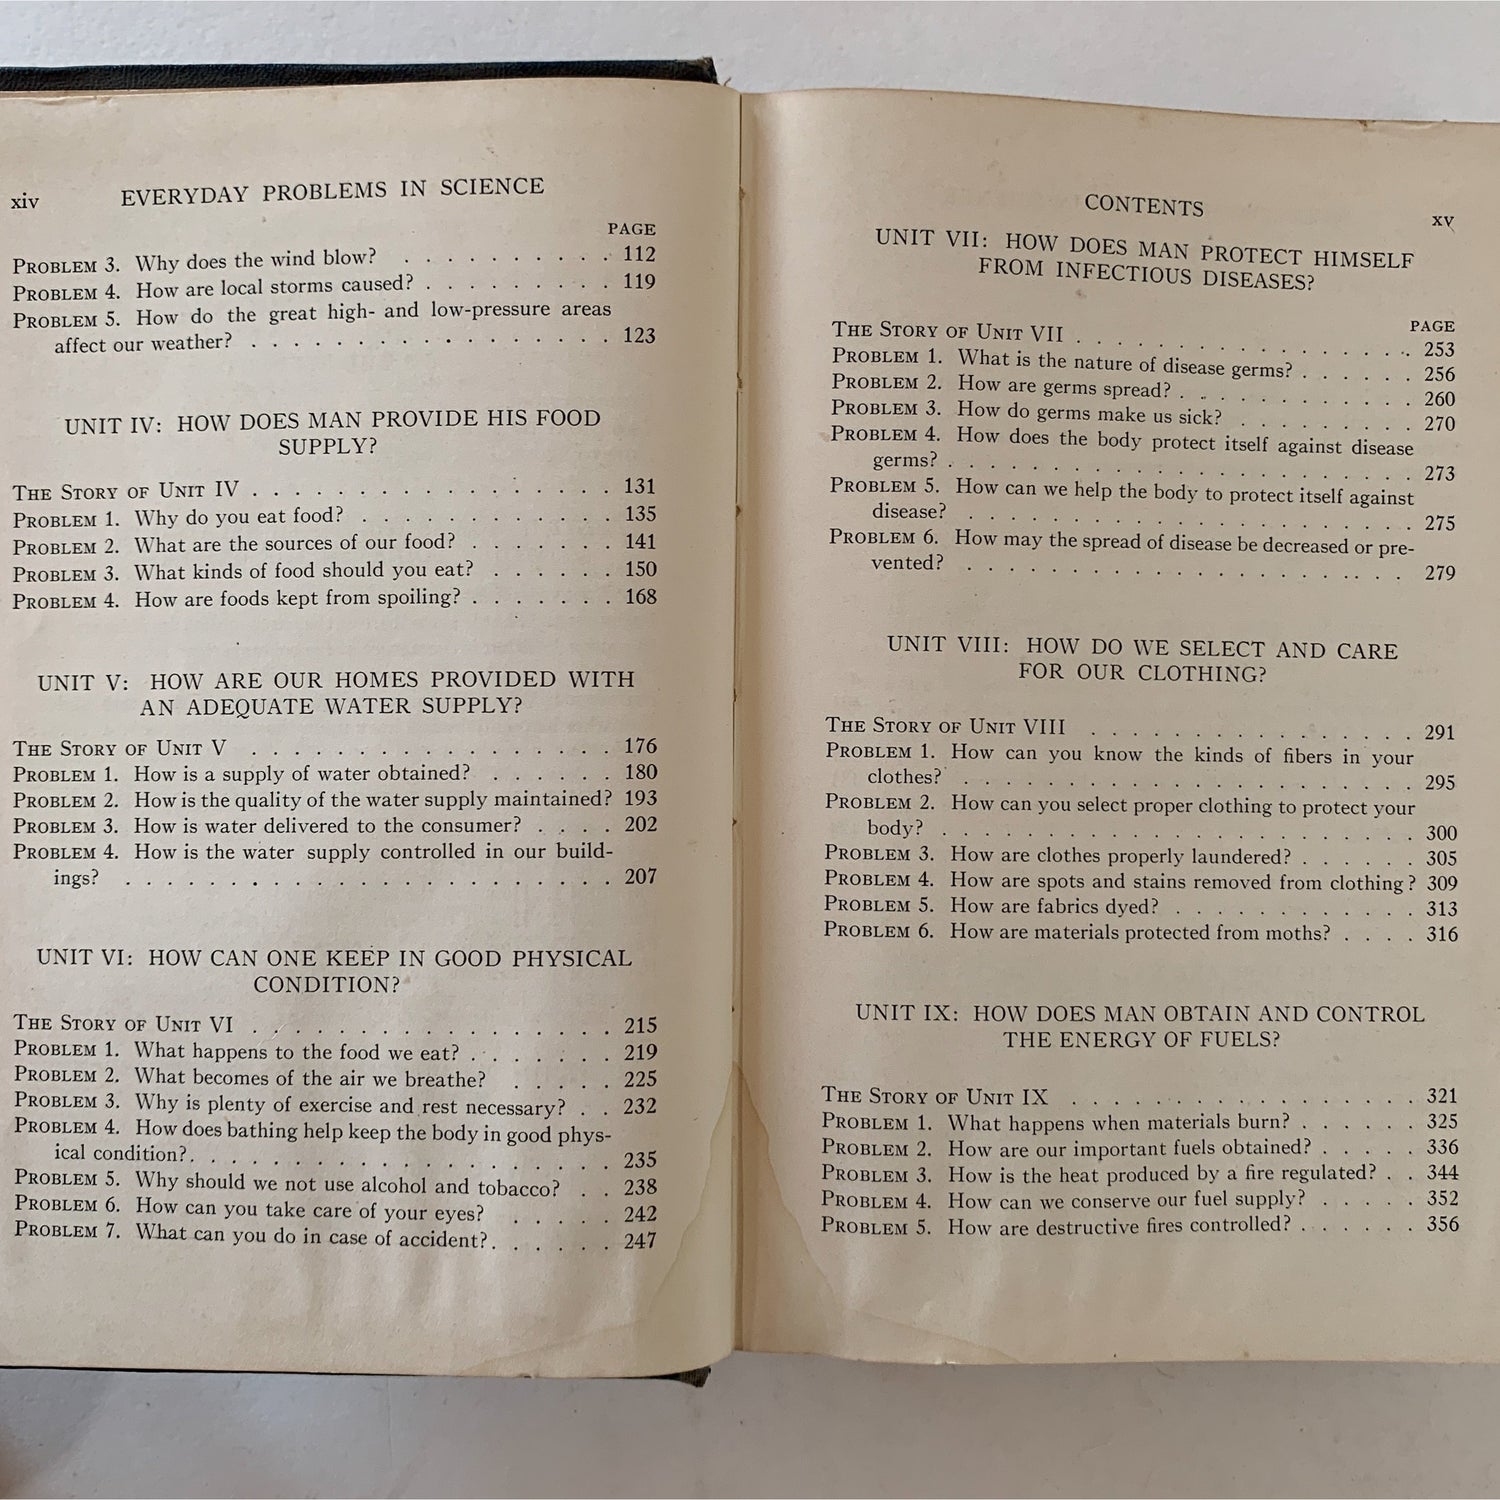 xiv EVERYDAY PROBLEMS IN SCIENCE
PAGE
PROBLEM 3. Why does the wind blow? . . . . . . . . . . 112
PROBLEM 4. How are local storms caused? . . . . . . . . . 119
PROBLEM 5. How do the great high- and low-pressure areas
affect our weather? . . . . . . . . . . . . . . . . 123
UNIT IV: HOW DOES MAN PROVIDE HIS FOOD
SUPPLY?
THE STORY OF UNIT IV . . . . . . . . . . . . . . . . 131
PROBLEM 1. Why do you eat food? . . . . . . . . . . . . 135
PROBLEM 2. What are the sources of our food? . . . . . . . 141
PROBLEM 3. What kinds of food should you eat? . . . . . . 150
PROBLEM 4. How are foods kept from spoiling? . . . . . . . 168
UNIT V: HOW ARE OUR HOMES PROVIDED WITH
AN ADEQUATE WATER SUPPLY?
THE STORY OF UNIT V . . . . . . . . . . . . . . . . 176
PROBLEM 1. How is a supply of water obtained? . . . . . . 180
PROBLEM 2. How is the quality of the water supply maintained? 193
PROBLEM 3. How is water delivered to the consumer? . . . . 202
PROBLEM 4. How is the water supply controlled in our build-
ings? . . . . . . . . . . . . . . . . . . . . 207
UNIT VI: HOW CAN ONE KEEP IN GOOD PHYSICAL
CONDITION?
THE STORY OF UNIT VI . . . . . . . . . . . . . . . . 215
PROBLEM 1. What happens to the food we eat? . . . . . . . 219
PROBLEM 2. What becomes of the air we breathe? . . . . . 225
PROBLEM 3. Why is plenty of exercise and rest necessary? . . 232
PROBLEM 4. How does bathing help keep the body in good phys-
ical condition? . . . . . . . . . . . . . . . . . . 235
PROBLEM 5. Why should we not use alcohol and tobacco? . . 238
PROBLEM 6. How can you take care of your eyes? . . . . . 242
PROBLEM 7. What can you do in case of accident? . . . . . . 247
CONTENTS xv
UNIT VII: HOW DOES MAN PROTECT HIMSELF
FROM INFECTIOUS DISEASES?
PAGE
THE STORY OF UNIT VII . . . . . . . . . . . . . . . 253
PROBLEM 1. What is the nature of disease germs? . . . . . . 256
PROBLEM 2. How are germs spread? . . . . . . . . . . . 260
PROBLEM 3. How do germs make us sick? . . . . . . . . . 270
PROBLEM 4. How does the body protect itself against disease
germs? . . . . . . . . . . . . . . . . . . . . . 273
PROBLEM 5. How can we help the body to protect itself against
disease? . . . . . . . . . . . . . . . . . . . . 275
PROBLEM 6. How may the spread of disease be decreased or pre-
vented? . . . . . . . . . . . . . . . . . . . . 279
UNIT VIII: HOW DO WE SELECT AND CARE
FOR OUR CLOTHING?
THE STORY OF UNIT VIII . . . . . . . . . . . . . . . 291
PROBLEM 1. How can you know the kinds of fibers in your
clothes? . . . . . . . . . . . . . . . . . . . . . 295
PROBLEM 2. How can you select proper clothing to protect your
body? . . . . . . . . . . . . . . . . . . . . . . 300
PROBLEM 3. How are clothes properly laundered? . . . . . . 305
PROBLEM 4. How are spots and stains removed from clothing? 309
PROBLEM 5. How are fabrics dyed? . . . . . . . . . . . 313
PROBLEM 6. How are materials protected from moths? . . . . 316
UNIT IX: HOW DOES MAN OBTAIN AND CONTROL
THE ENERGY OF FUELS?
THE STORY OF UNIT IX . . . . . . . . . . . . . . . . 321
PROBLEM 1. What happens when materials burn? . . . . . . 325
PROBLEM 2. How are our important fuels obtained? . . . . . 336
PROBLEM 3. How is the heat produced by a fire regulated? . . 344
PROBLEM 4. How can we conserve our fuel supply? . . . . . 352
PROBLEM 5. How are destructive fires controlled? . . . . . . 356